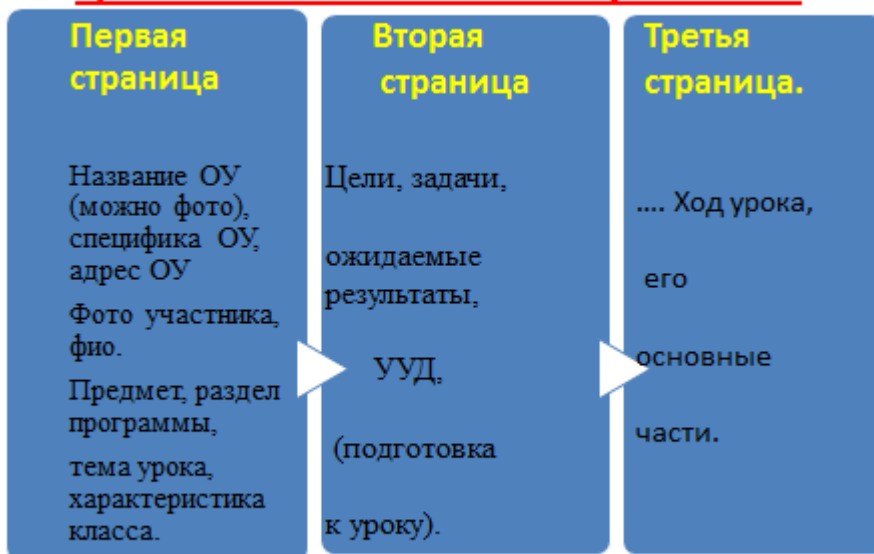 Первая
страница
Название ОУ
(можно фото),
специфика ОУ,
адрес ОУ
Фото участника,
фио.
Предмет, раздел
программы,
тема урока,
характеристика
класса.
Вторая
страница
Цели, задачи,
ожидаемые
результаты,
УУД,
(подготовка
к уроку).
Третья
страница.
.... Ход урока,
его
основные
части.